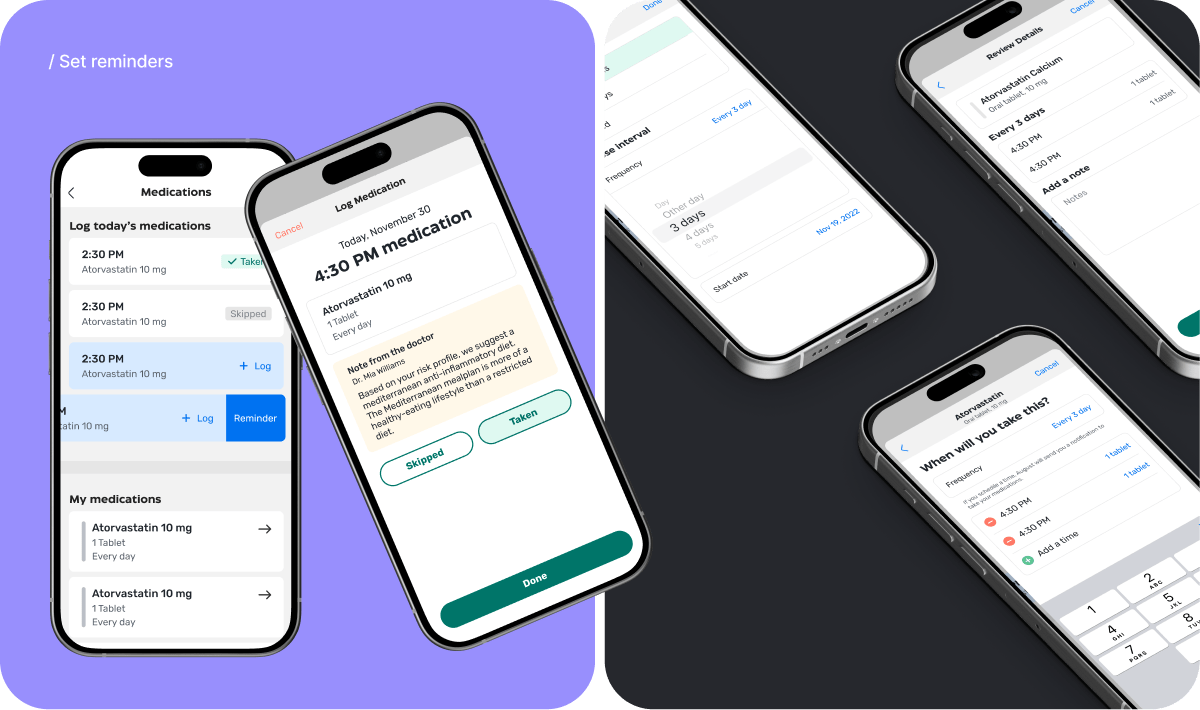 / Set reminders
Medications
Log today's medications
2:30 PM
Atorvastatin 10 mg
Taken
2:30 PM
Atorvastatin 10 mg
Skipped
2:30 PM
Atorvastatin 10 mg
+ Log
10 mg
+ Log
Reminder
My medications
Atorvastatin 10 mg
1 Tablet
Every day
Atorvastatin 10 mg
1 Tablet
Every day
Log Medication
Cancel
Today, November 30
4:30 PM medication
Atorvastatin 10 mg
1 Tablet
Every day
Note from the doctor
Dr. Mia Williams
Based on your risk profile, we suggest a
mediterranean anti-inflammatory diet.
The Mediterranean mealplan is more of a
healthy-eating lifestyle than a restricted
diet.
Skipped
Taken
Done
Done
interval
Frequency
Every 3 day
Day
Other day
3 days
4 days
5 days
Start date
Nov 19, 2022
Review Details
Cancel
Atorvastatin Calcium
Oral tablet, 10 mg
Every 3 days
4:30 PM
1 tablet
4:30 PM
1 tablet
Add a note
Notes
Atorvastatin
Oral tablet, 10 mg
Cancel
When will you take this?
Frequency
Every 3 day
If you schedule a time, August will send you a notification to
take your medications.
4:30 PM
1 tablet
4:30 PM
1 tablet
Add a time
1
2
ABC
4
GHI
5
JKL
7
PQRS
8
TUV